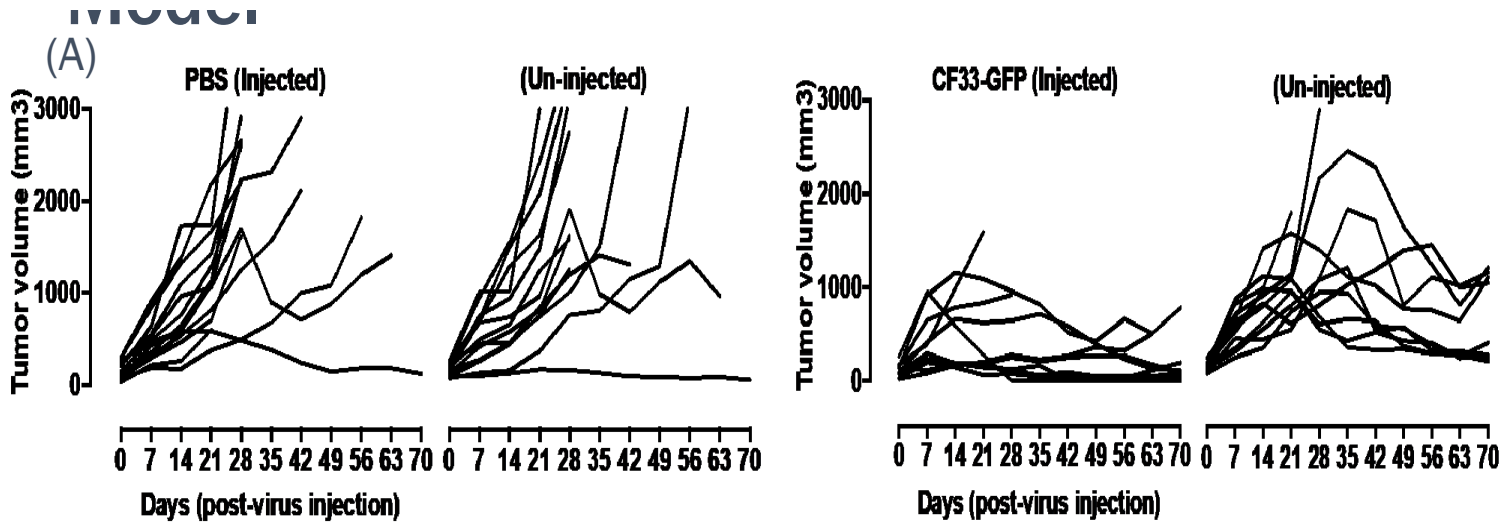 Model
(A)
PBS (Injected)
(Un-injected)
CF33-GFP (Injected)
(Un-injected)
Tumor volume (mm3)
3000
2000
1000
0
0 7 14 21 28 35 42 49 56 63 70
0 7 14 21 28 35 42 49 56 63 70
Days (post-virus injection)
Tumor volume (mm3)
3000
2000
1000
0
0 7 14 21 28 35 42 49 56 63 70
0 7 14 21 28 35 42 49 56 63 70
Days (post-virus injection)